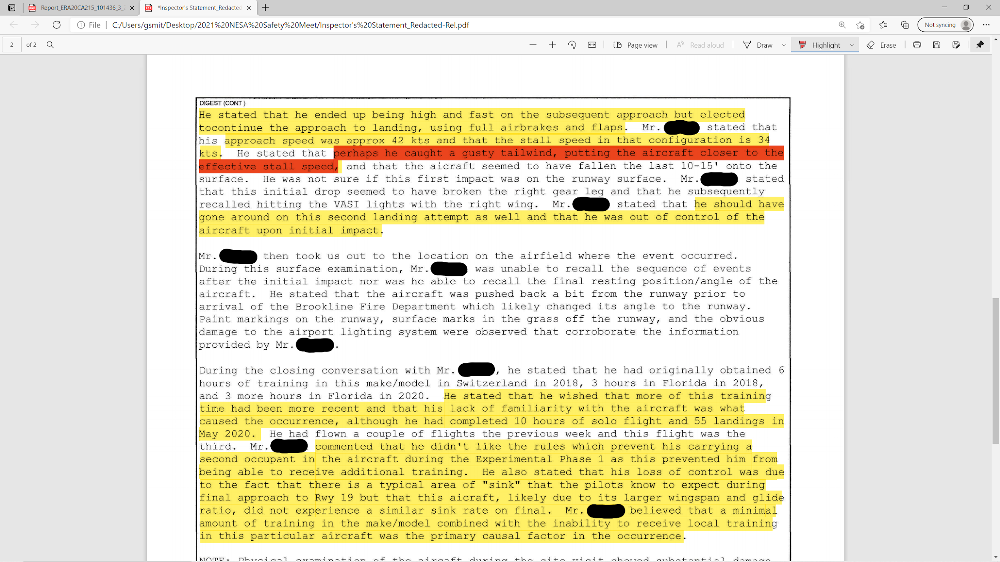 Report_ERA20CA215_101436_3_2
*Inspector's Statement_Redacted
File
C:/Users/gsmit/Desktop/2021%20NESA%20Safety%20Meet/Inspector's%20Statement_Redacted-Rel.pdf
Not syncing
2 of 2
Page view
Read aloud
Draw
Highlight
Erase
DIGEST (CONT )
He stated that he ended up being high and fast on the subsequent approach but elected
tocontinue the approach to landing, using full airbrakes and flaps. Mr. stated that
his approach speed was approx 42 kts and that the stall speed in that configuration is 34
kts. He stated that perhaps he caught a gusty tailwind, putting the aircraft closer to the
effective stall speed, and that the aicraft seemed to have fallen the last 10-15' onto the
surface. He was not sure if this first impact was on the runway surface. Mr. stated
that this initial drop seemed to have broken the right gear leg and that he subsequently
recalled hitting the VASI lights with the right wing. Mr. stated that he should have
gone around on this second landing attempt as well and that he was out of control of the
aircraft upon initial impact.
Mr. then took us out to the location on the airfield where the event occurred.
During this surface examination, Mr. was unable to recall the sequence of events
after the initial impact nor was he able to recall the final resting position/angle of the
aircraft. He stated that the aircraft was pushed back a bit from the runway prior to
arrival of the Brookline Fire Department which likely changed its angle to the runway.
Paint markings on the runway, surface marks in the grass off the runway, and the obvious
damage to the airport lighting system were observed that corroborate the information
provided by Mr. .
During the closing conversation with Mr. , he stated that he had originally obtained 6
hours of training in this make/model in Switzerland in 2018, 3 hours in Florida in 2018,
and 3 more hours in Florida in 2020. He stated that he wished that more of this training
time had been more recent and that his lack of familiarity with the aircraft was what
caused the occurrence, although he had completed 10 hours of solo flight and 55 landings in
May 2020. He had flown a couple of flights the previous week and this flight was the
third. Mr. commented that he didn't like the rules which prevent his carrying a
second occupant in the aircraft during the Experimental Phase 1 as this prevented him from
being able to receive additional training. He also stated that his loss of control was due
to the fact that there is a typical area of "sink" that the pilots know to expect during
final approach to Rwy 19 but that this aicraft, likely due to its larger wingspan and glide
ratio, did not experience a similar sink rate on final. Mr. believed that a minimal
amount of training in the make/model combined with the inability to receive local training
in this particular aircraft was the primary causal factor in the occurrence.
NOTE: Physical examination of the aircaft during the site visit showed substantial damage